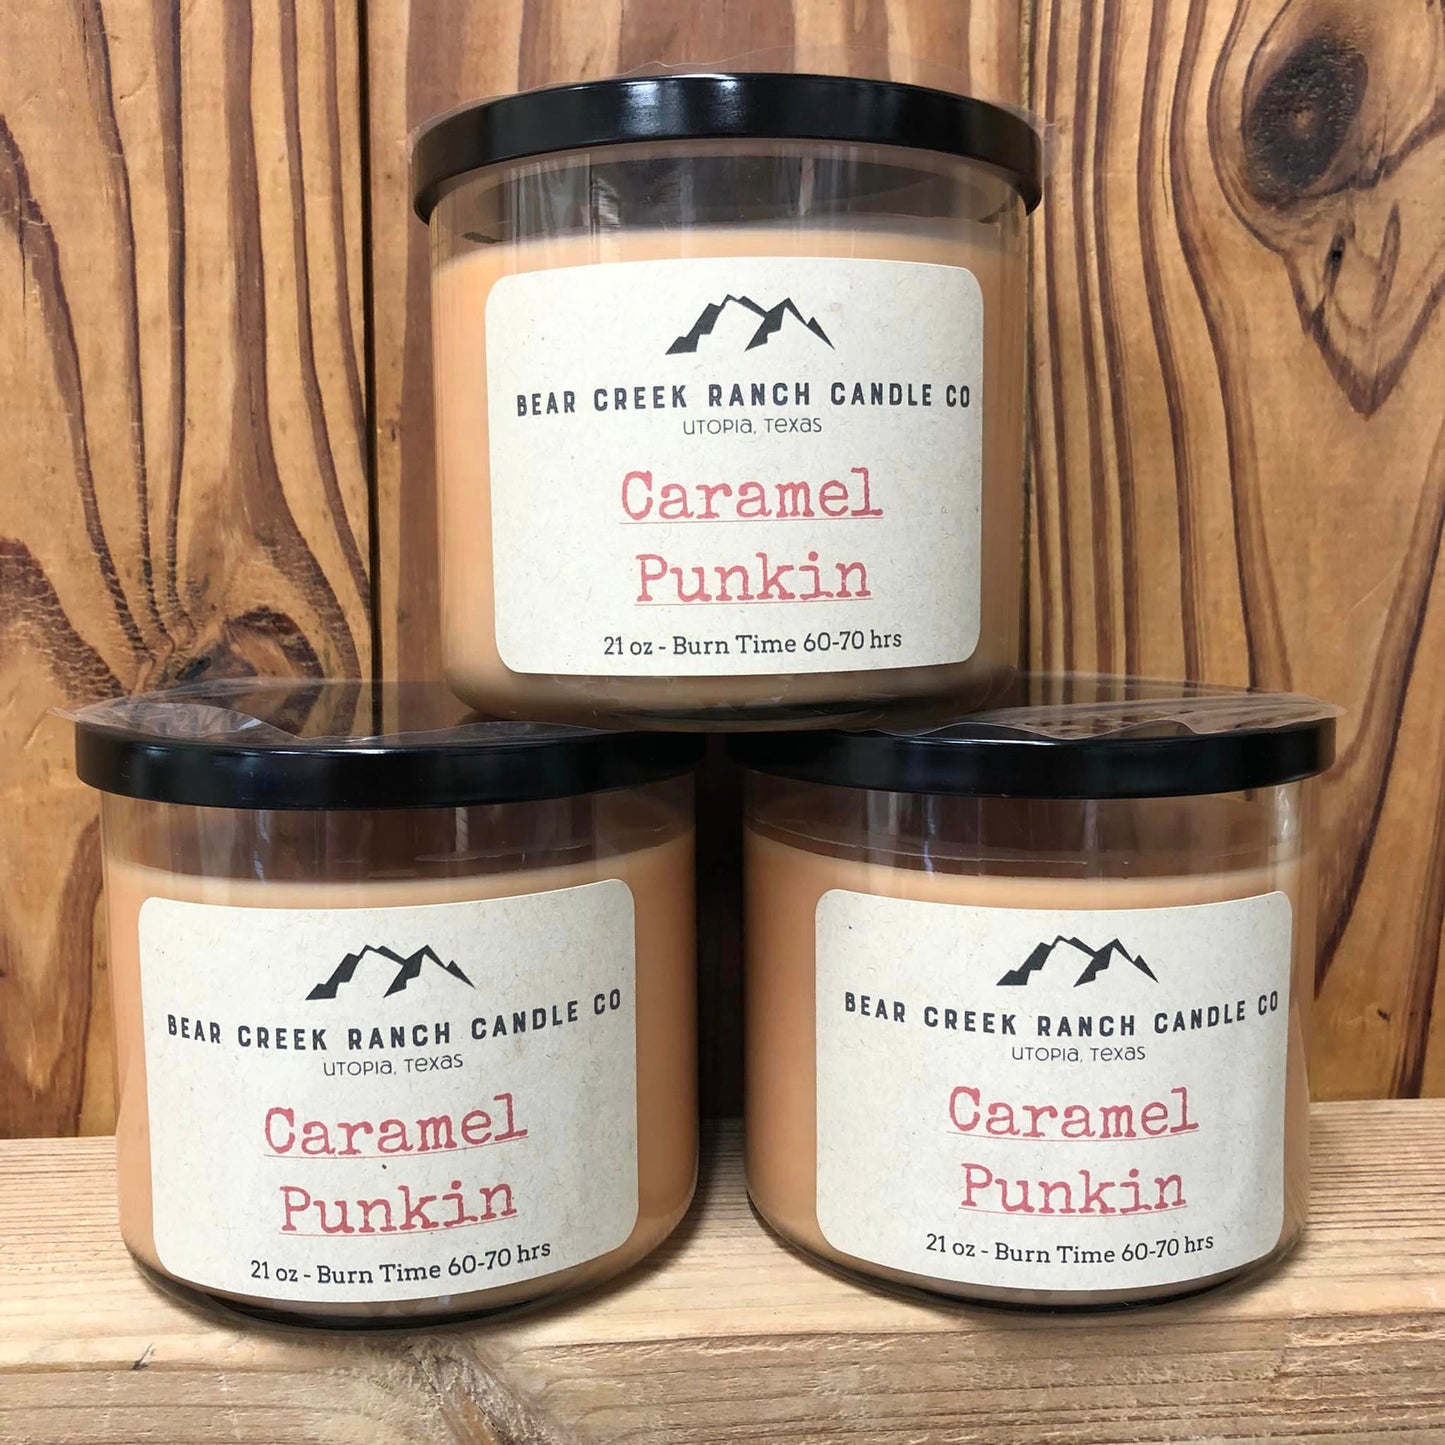 BEAR CREEK RANCH CANDLE CO
UTOPIA, TEXAS
Caramel
Punkin
21 oz - Burn Time 60-70 hrs
BEAR CREEK RANCH CANDLE CO
UTOPIA, TEXAS
Caramel
Punkin
21 oz - Burn Time 60-70 hrs
BEAR CREEK RANCH CANDLE CO
UTOPIA, TEXAS
Caramel
Punkin
21 oz - Burn Time 60-70 hrs